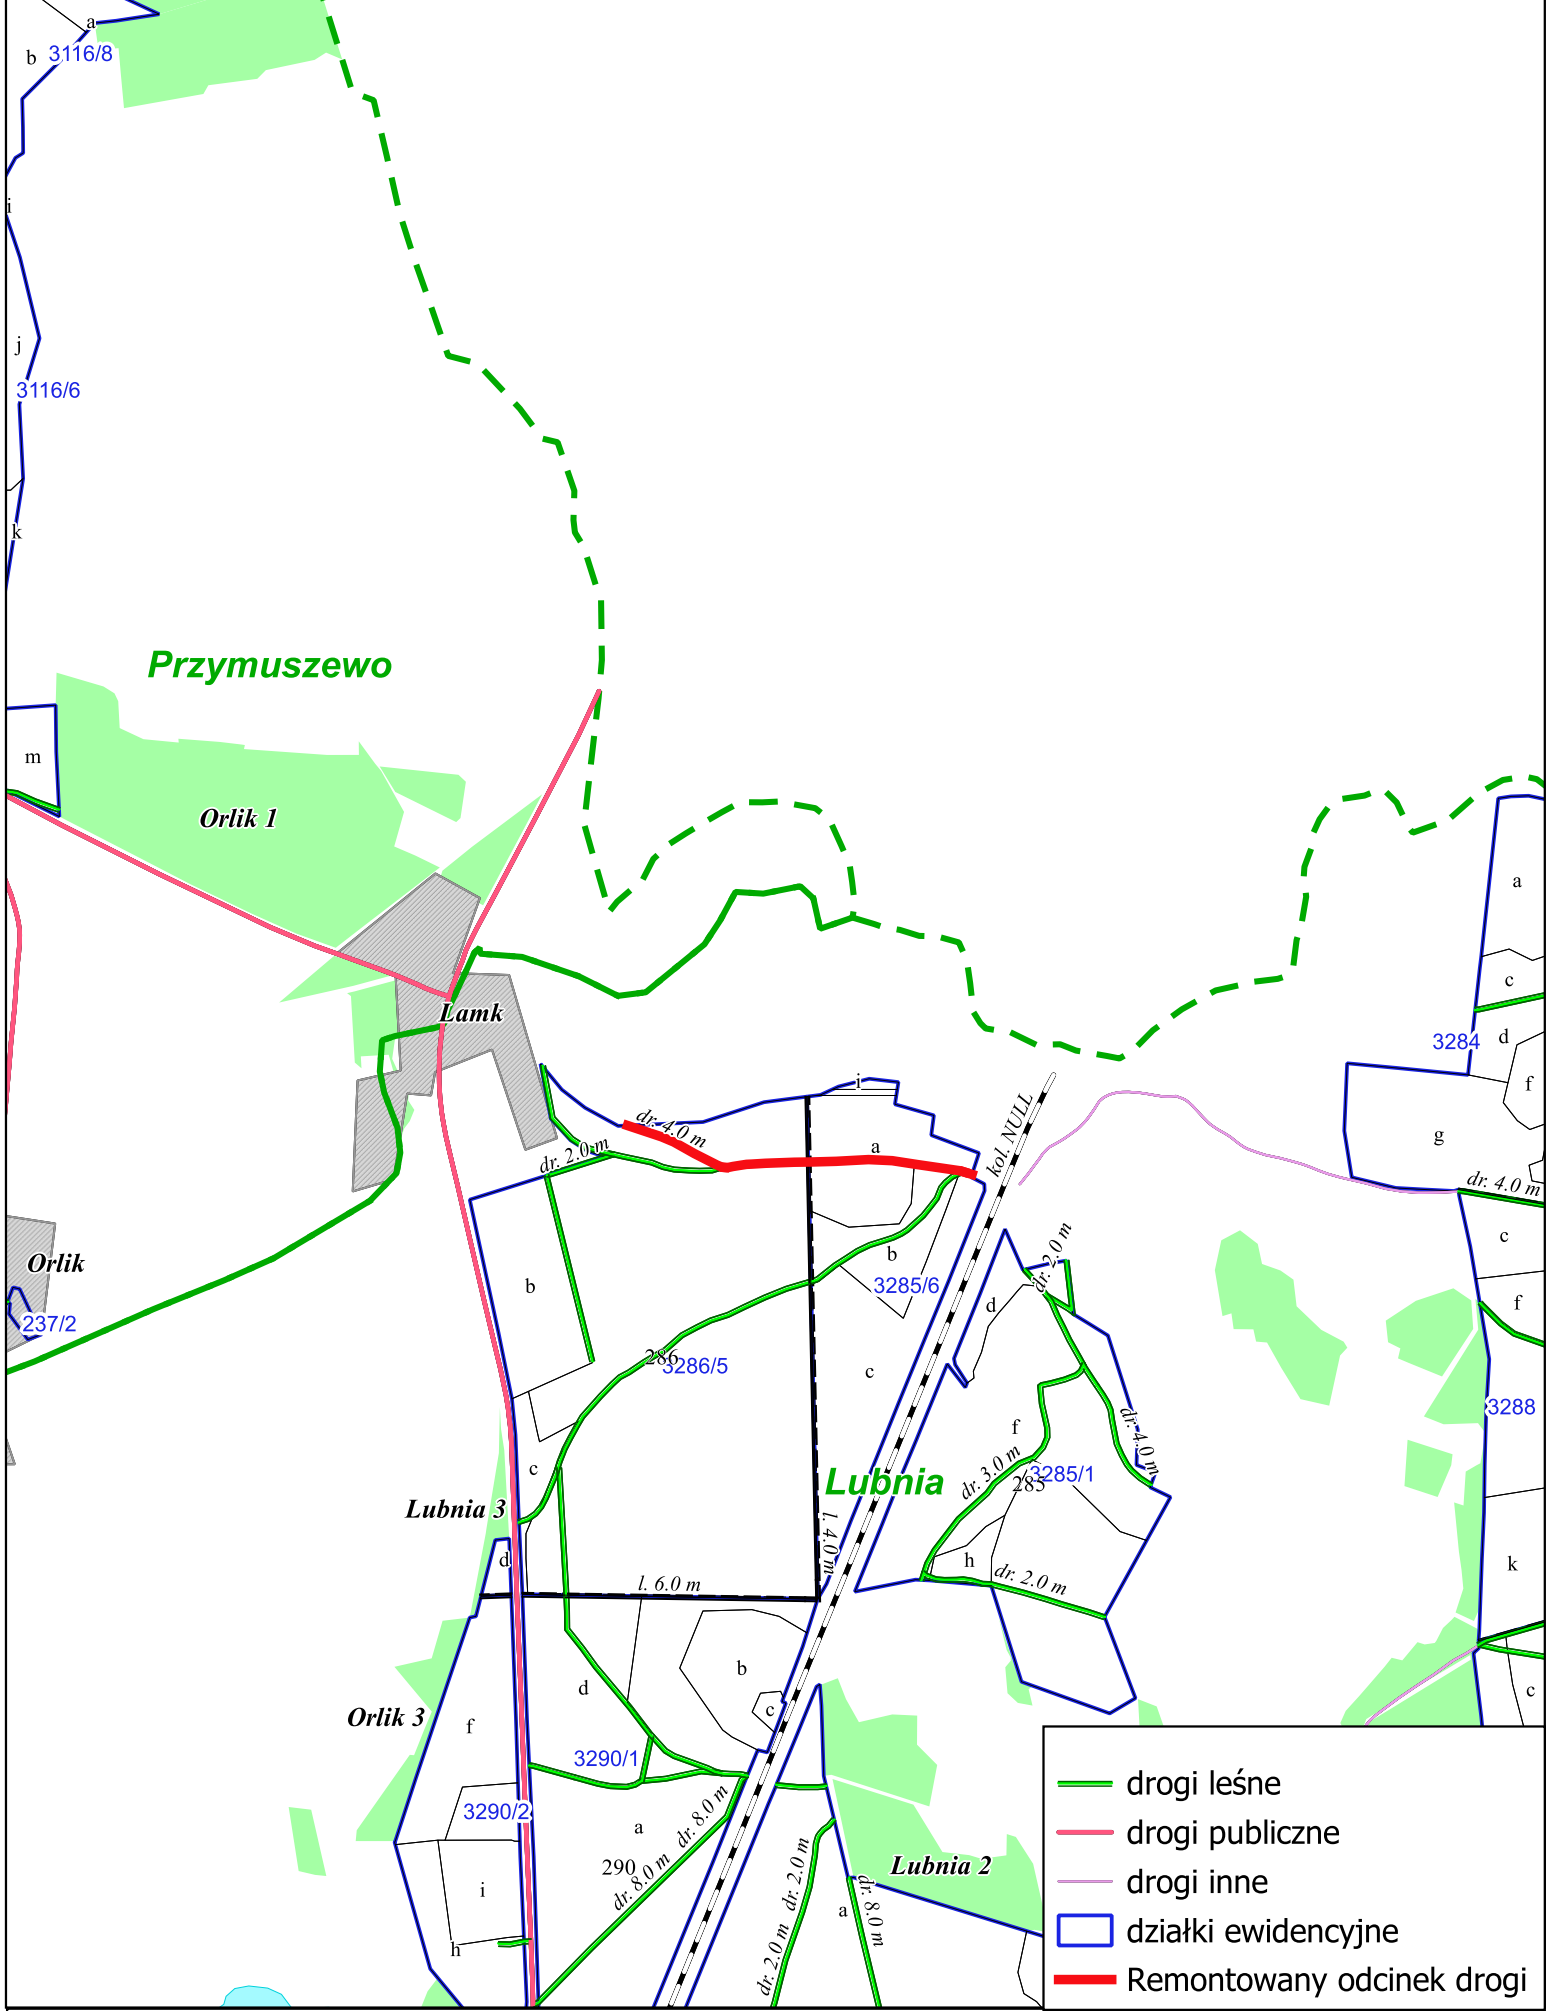 a
b 3116/8
i
j
3116/6
k
Przymuszewo
m
Orlik 1
a
c
Lamk
3284 d
i
f
dr. 4.0 m
kol. NULL
g
a
dr. 2.0 m
dr. 4.0 m
c
b
Orlik
dr. 2.0 m
b
3285/6
d
f
237/2
286
3286/5
c
3288
f
dr. 4.0 m
c
dr. 3.0 m
3285/1
285
Lubnia
Lubnia 3
l. 4.0 m
d
h
k
l. 6.0 m
dr. 2.0 m
b
d
c
c
Orlik 3
f
3290/1
3290/2
a
dr. 8.0 m
290
dr. 8.0 m
dr. 2.0 m
Lubnia 2
i
a
dr. 8.0 m
h
dr. 2.0 m
drogi leśne
drogi publiczne
drogi inne
działki ewidencyjne
Remontowany odcinek drogi